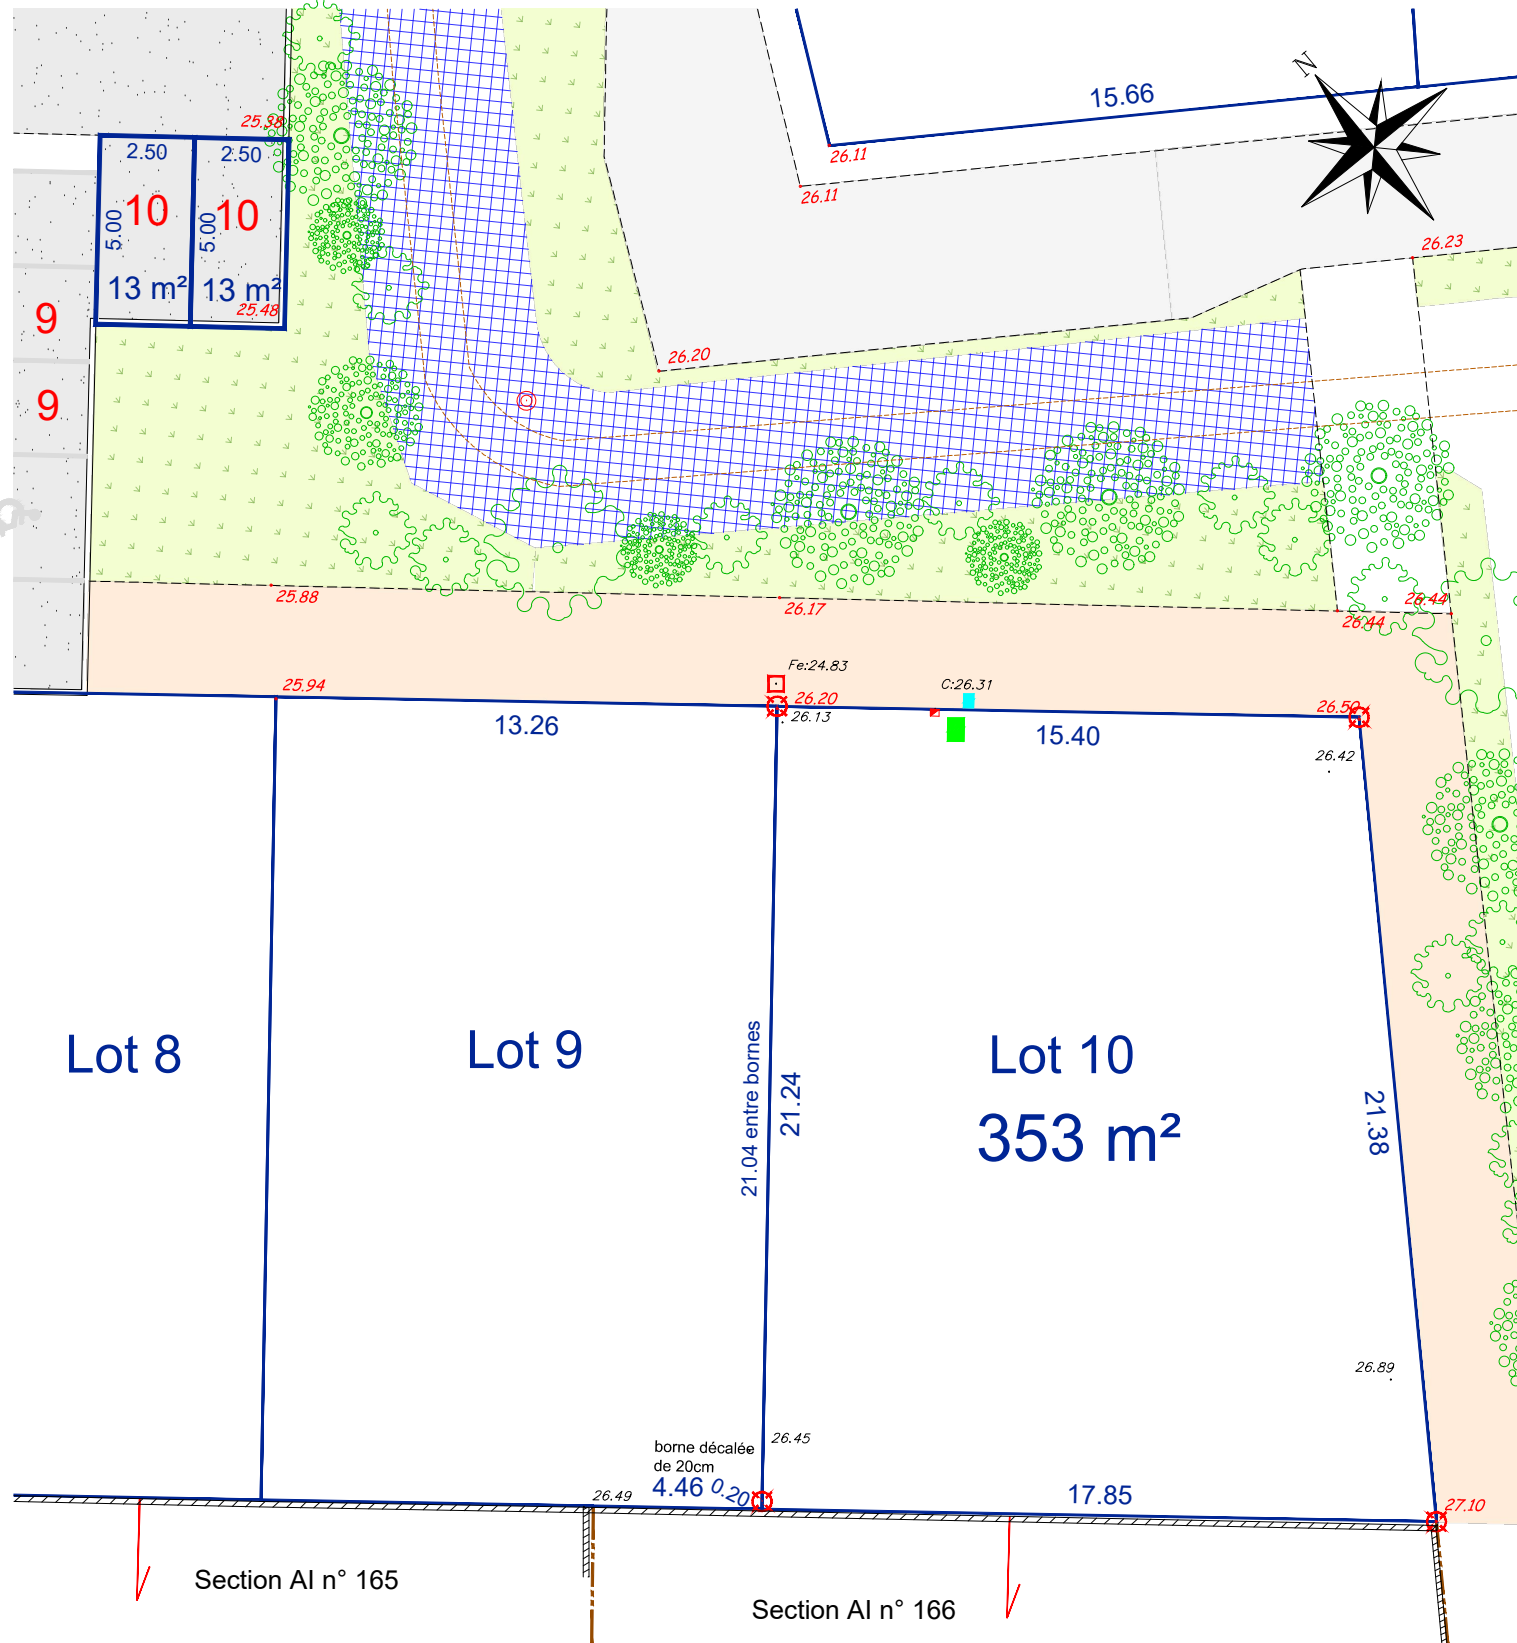 N
15.66
25.38
26.11
2.50
2.50
26.11
10
10
5.00
5.00
26.23
13 m²
13 m²
25.48
9
26.20
9
25.88
26.17
26.44
26.44
Fe:24.83
25.94
26.20
C:26.31
26.50
13.26
26.13
15.40
26.42
Lot 8
Lot 9
Lot 10
353 m²
21.04 entre bornes
21.24
21.38
26.89
26.45
borne décalée
de 20cm
4.46
0.20
26.49
17.85
27.10
Section AI n° 165
Section AI n° 166